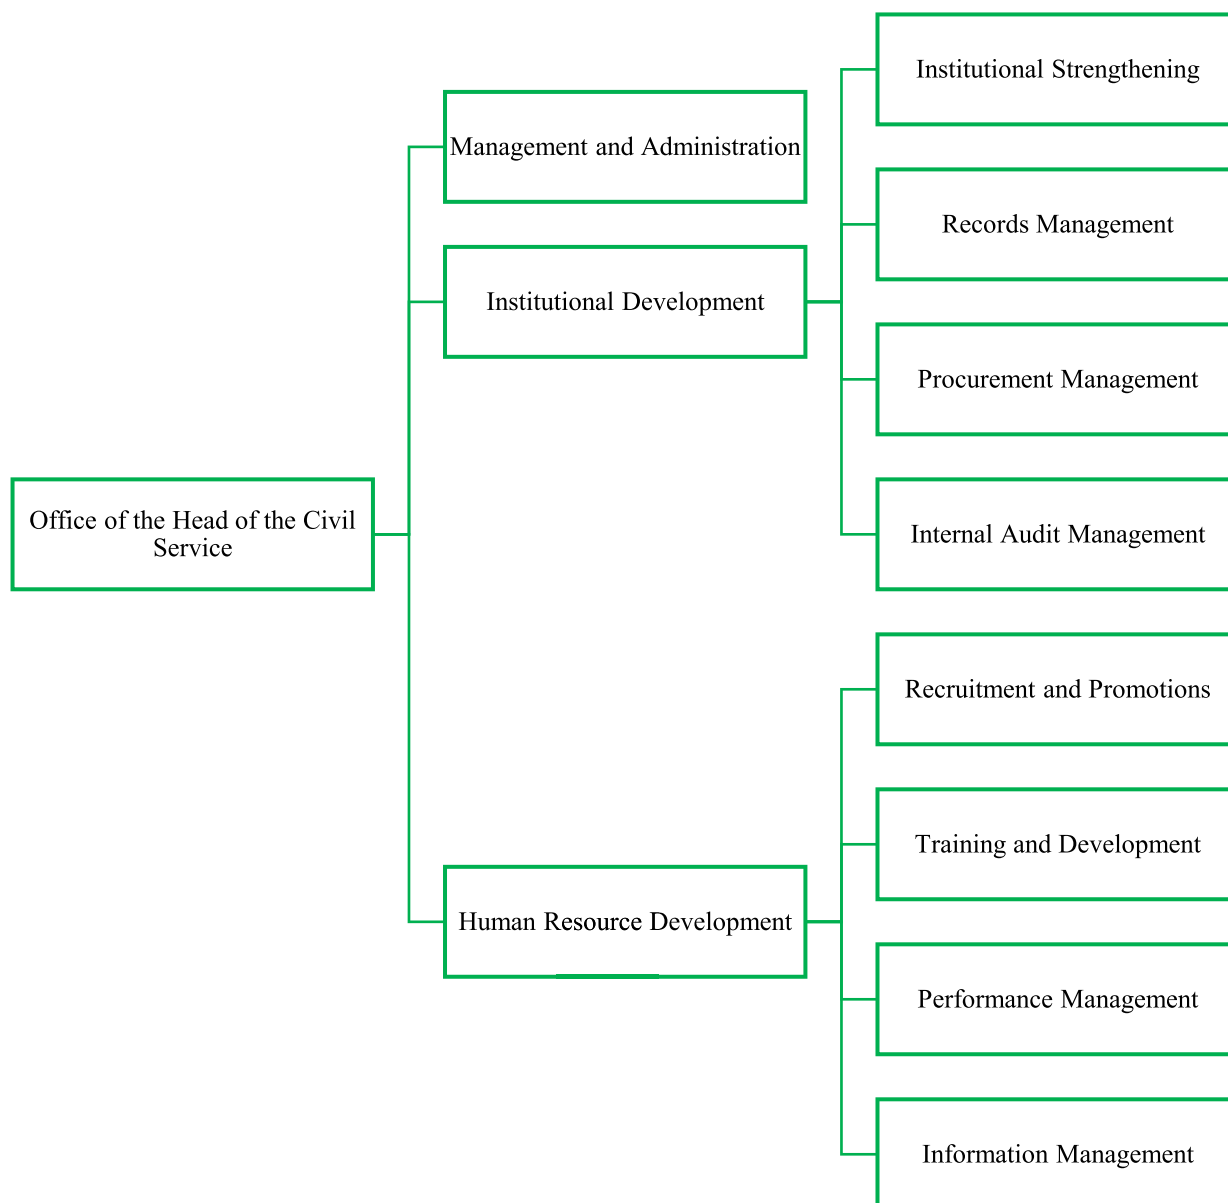 Office of the Head of the Civil
Service
Management and Administration
Institutional Development
Institutional Strengthening
Records Management
Procurement Management
Internal Audit Management
Human Resource Development
Recruitment and Promotions
Training and Development
Performance Management
Information Management